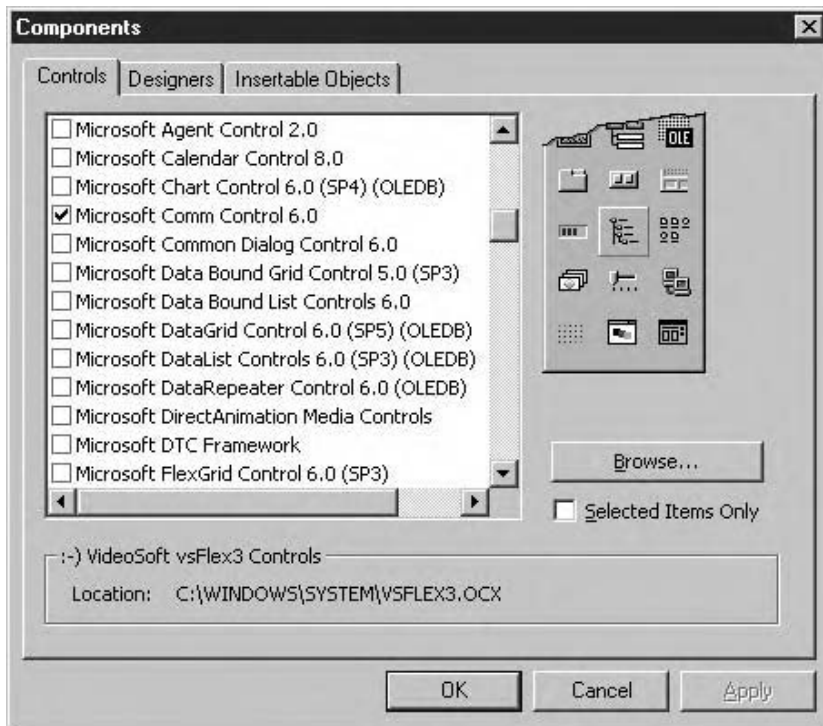 Components
Controls Designers Insertable Objects
Microsoft Agent Control 2.0
Microsoft Calendar Control 8.0
Microsoft Chart Control 6.0 (SP4) (OLEDB)
Microsoft Comm Control 6.0
Microsoft Common Dialog Control 6.0
Microsoft Data Bound Grid Control 5.0 (SP3)
Microsoft Data Bound List Controls 6.0
Microsoft DataGrid Control 6.0 (SP5) (OLEDB)
Microsoft DataList Controls 6.0 (SP3) (OLEDB)
Microsoft DataRepeater Control 6.0 (OLEDB)
Microsoft DirectAnimation Media Controls
Microsoft DTC Framework
Microsoft FlexGrid Control 6.0 (SP3)
OLE
Browse...
Selected Items Only
:-) VideoSoft vsFlex3 Controls
Location: C:\WINDOWS\SYSTEM\VSFLEX3.OCX
OK Cancel Apply